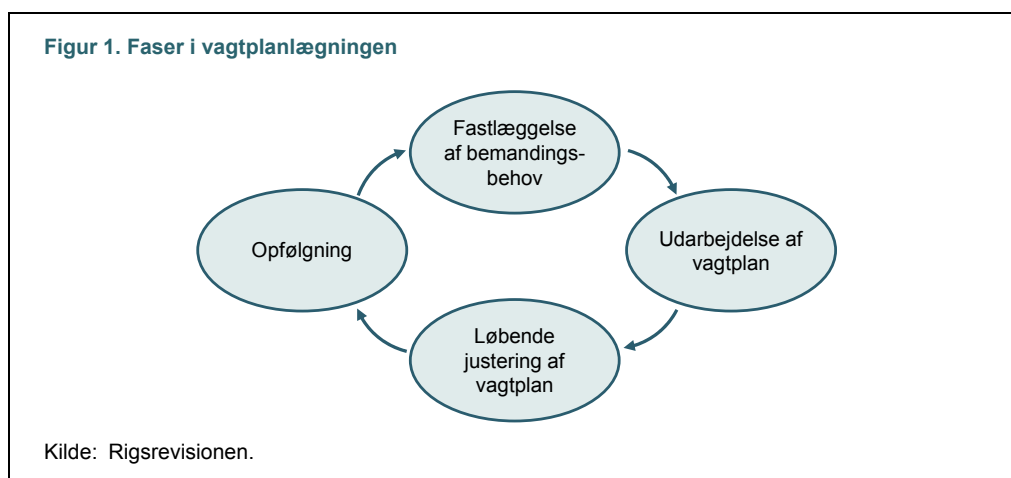 Figur 1. Faser i vagtplanlægningen
Fastlæggelse
af bemandings-
behov
Udarbejdelse af
vagtplan
Løbende
justering af
vagtplan
Opfølgning
Kilde: Rigsrevisionen.